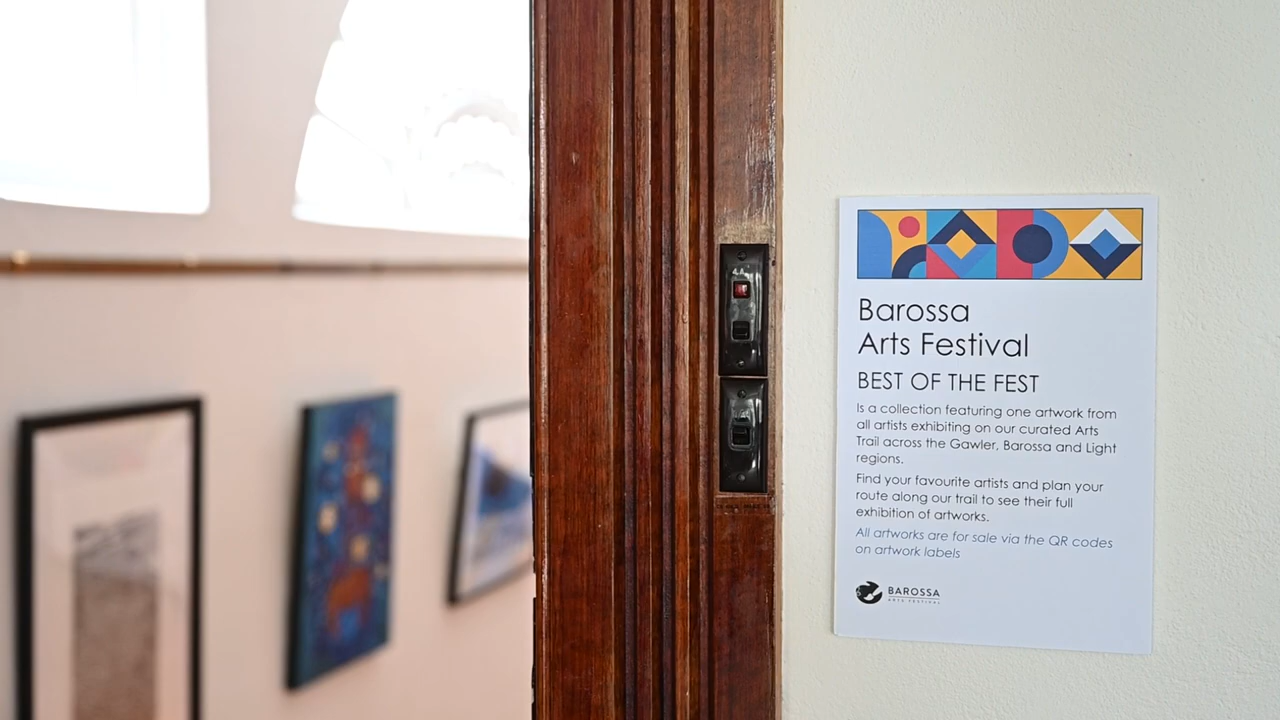 Barossa
Arts Festival
BEST OF THE FEST
Is a collection featuring one artwork from
all artists exhibiting on our curated Arts
Trail across the Gawler, Barossa and Light
regions.
Find your favourite artists and plan your
route along our trail to see their full
exhibition of artworks.
All artworks are for sale via the QR codes
on artwork labels
BAROSSA
ARTS FESTIVAL